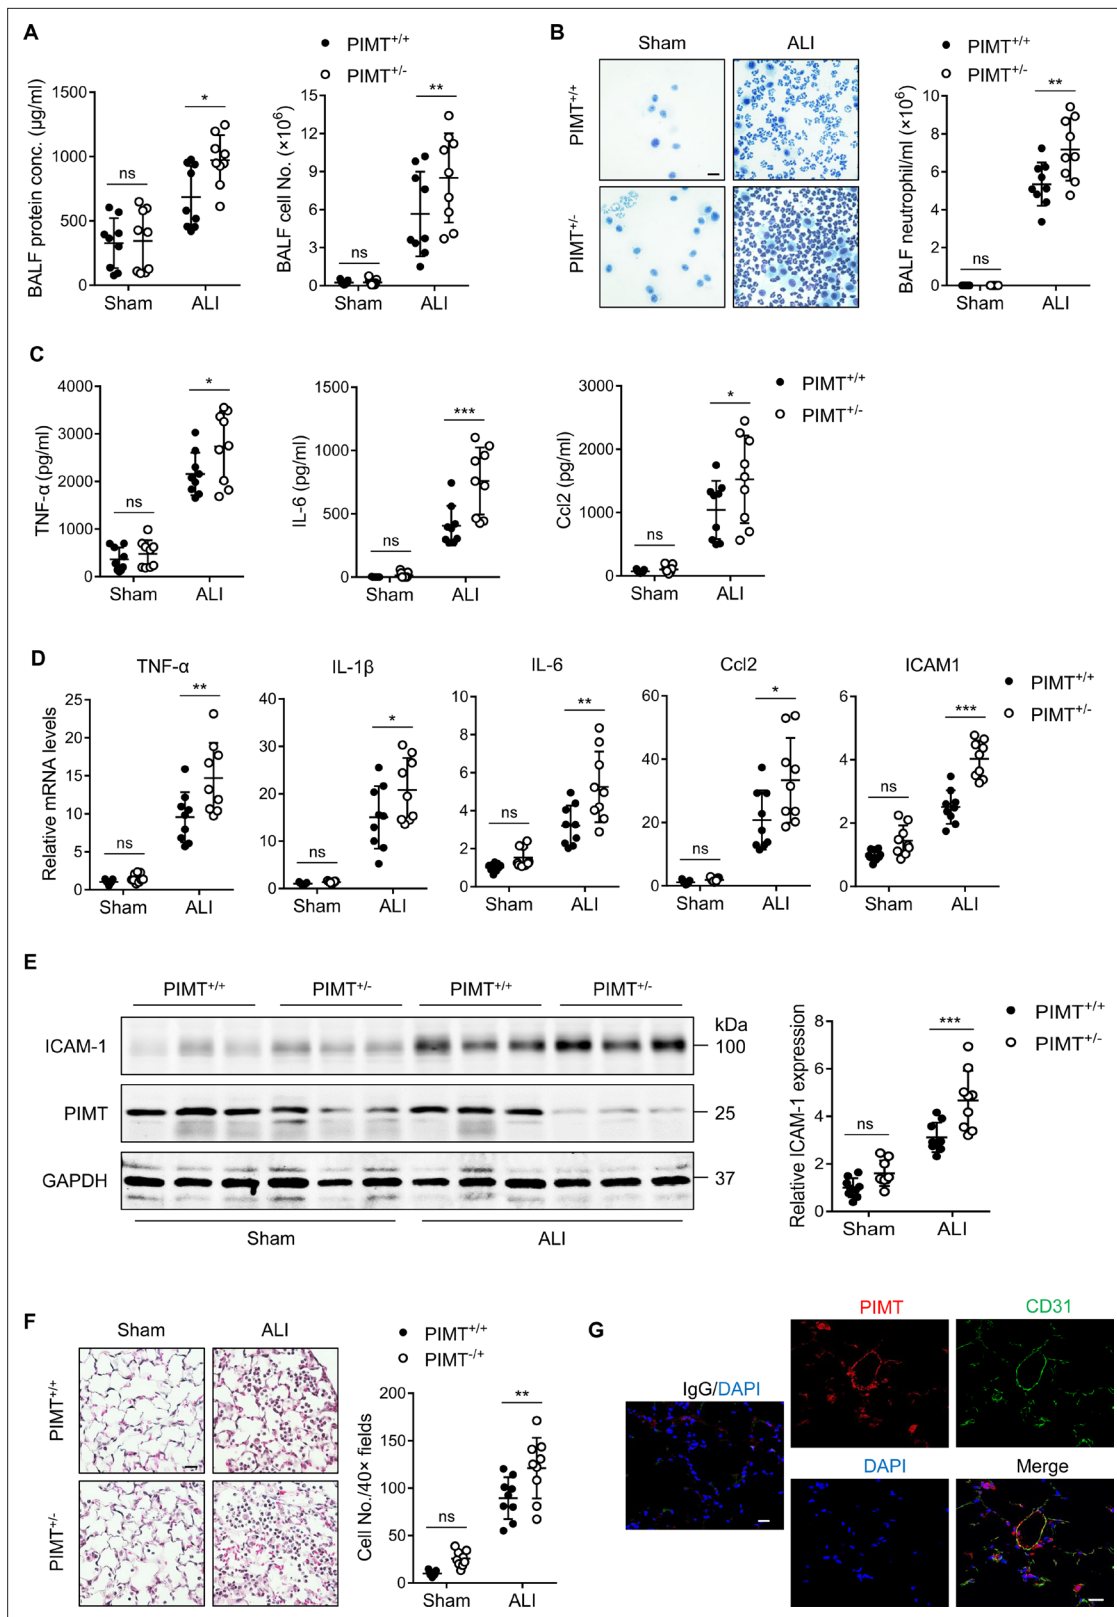 A
PIMT+/+
PIMT+/-
BALF protein conc. (μg/ml)
1500
1000
500
0
ns
*
Sham
ALI
BALF cell No. (×10⁶)
15
12
9
6
3
0
ns
**
Sham
ALI
B
Sham
ALI
PIMT+/+
PIMT+/-
PIMT+/+
PIMT+/-
BALF neutrophil/ml (×10⁶)
10
8
6
4
2
0
ns
**
Sham
ALI
C
TNF-α (pg/ml)
4000
3000
2000
1000
0
ns
*
Sham
ALI
IL-6 (pg/ml)
1500
1000
500
0
ns
***
Sham
ALI
Ccl2 (pg/ml)
3000
2000
1000
0
ns
*
Sham
ALI
PIMT+/+
PIMT+/-
D
Relative mRNA levels
TNF-α
25
20
15
10
5
0
ns
**
Sham
ALI
IL-1β
40
30
20
10
0
ns
*
Sham
ALI
IL-6
10
8
6
4
2
0
ns
**
Sham
ALI
Ccl2
60
40
20
0
ns
*
Sham
ALI
ICAM1
6
4
2
0
ns
***
Sham
ALI
PIMT+/+
PIMT+/-
E
PIMT+/+
PIMT+/-
PIMT+/+
PIMT+/-
kDa
ICAM-1
100
PIMT
25
GAPDH
37
Sham
ALI
PIMT+/+
PIMT+/-
Relative ICAM-1 expression
8
6
4
2
0
ns
***
Sham
ALI
F
Sham
ALI
PIMT+/+
PIMT+/-
PIMT+/+
PIMT-/+
Cell No./40× fields
200
150
100
50
0
ns
**
Sham
ALI
G
IgG/DAPI
PIMT
CD31
DAPI
Merge